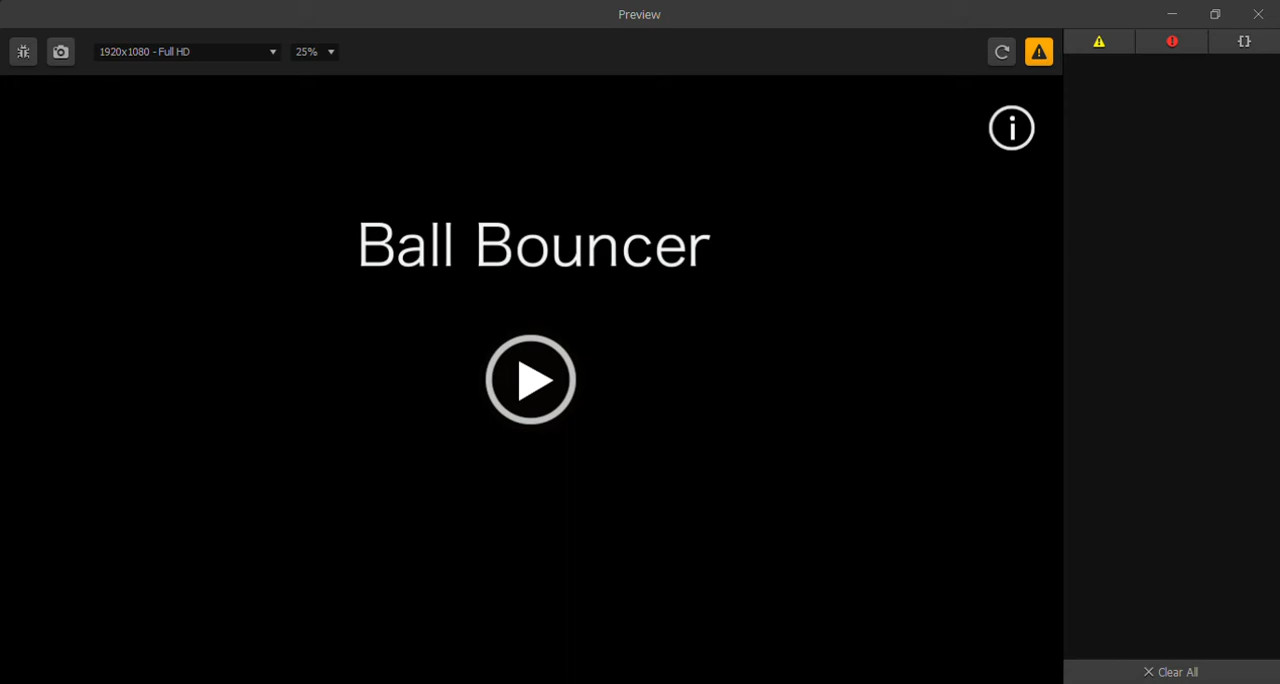 Preview
1920x1080 - Full HD
25%
{}
i
Ball Bouncer
Clear All